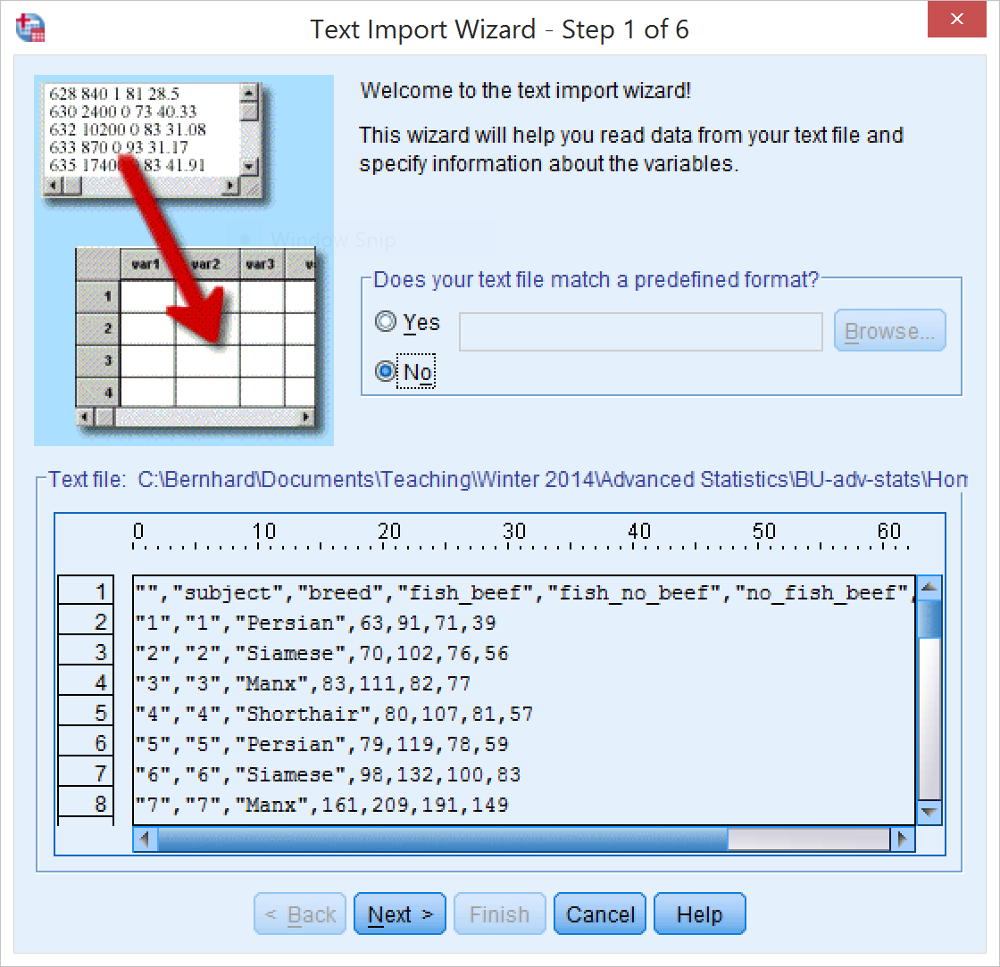 Text Import Wizard - Step 1 of 6
628 840 1 81 28.5
630 2400 0 73 40.33
632 10200 0 83 31.08
633 870 0 93 31.17
635 1740 83 41.91
var1 var2 var3
1
2
3
4
Welcome to the text import wizard!
This wizard will help you read data from your text file and
specify information about the variables.
Window Snip
Does your text file match a predefined format?
Yes
Browse...
No
Text file: C:\Bernhard\Documents\Teaching\Winter 2014\Advanced Statistics\BU-adv-stats\Hom
0 10 20 30 40 50 60
1 "","subject","breed","fish_beef","fish_no_beef","no_fish_beef",
2 "1","1","Persian",63,91,71,39
3 "2","2","Siamese",70,102,76,56
4 "3","3","Manx",83,111,82,77
5 "4","4","Shorthair",80,107,81,57
6 "5","5","Persian",79,119,78,59
7 "6","6","Siamese",98,132,100,83
8 "7","7","Manx",161,209,191,149
< Back Next > Finish Cancel Help